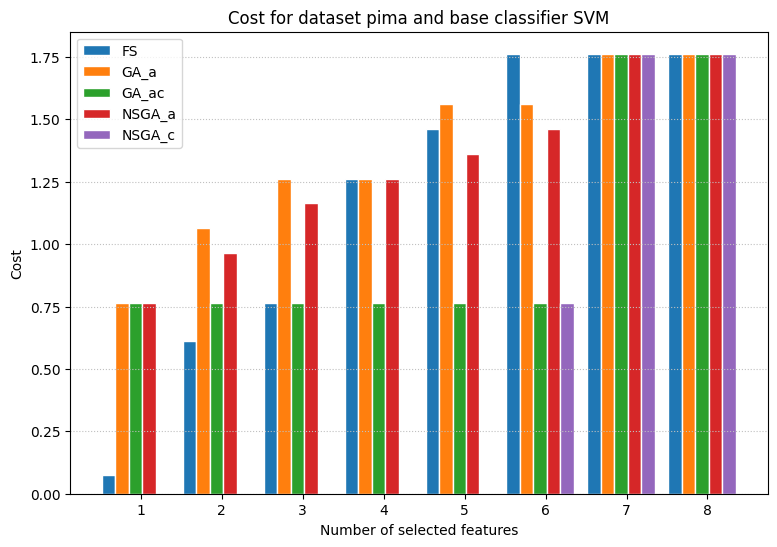 Cost for dataset pima and base classifier SVM
FS
GA_a
GA_ac
NSGA_a
NSGA_c
Cost
1.75
1.50
1.25
1.00
0.75
0.50
0.25
0.00
1 2 3 4 5 6 7 8
Number of selected features